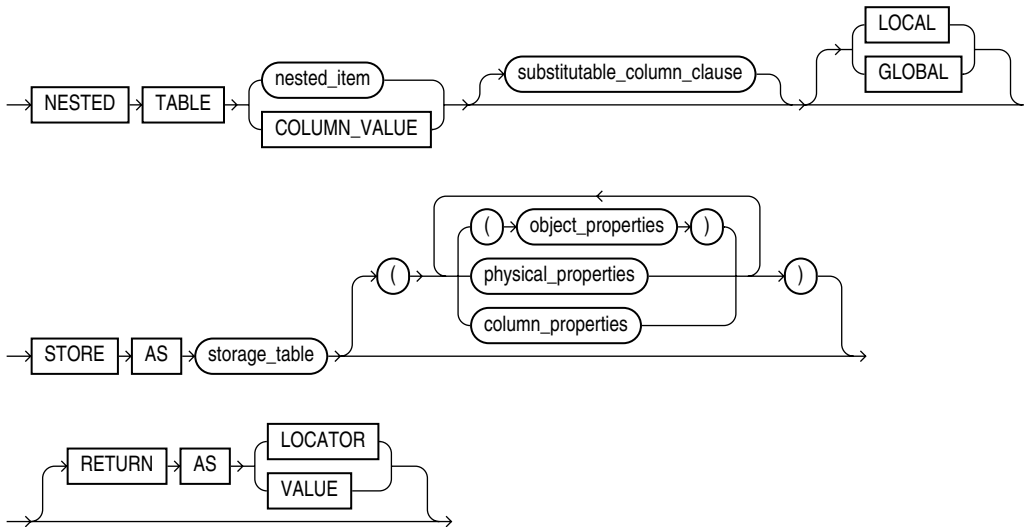 LOCAL
nested_item substitutable_column_clause GLOBAL
NESTED TABLE
COLUMN_VALUE
( object_properties )
( physical_properties )
column_properties
STORE AS storage_table
LOCATOR
RETURN AS
VALUE